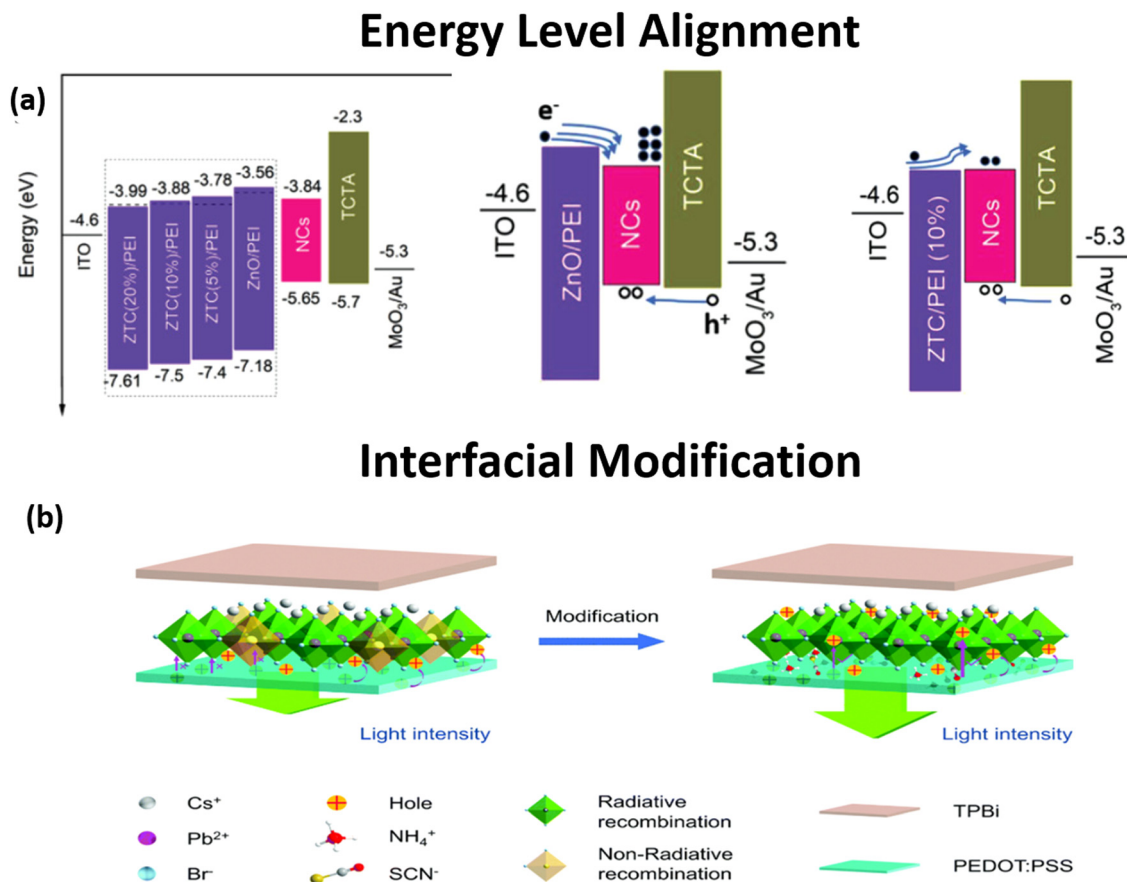 Energy Level Alignment
(a)
Energy (eV)
-4.6
ITO
-3.99
ZTC(20%)/PEI
-7.61
-3.88
ZTC(10%)/PEI
-7.5
-3.78
ZTC(5%)/PEI
-7.4
-3.56
ZnO/PEI
-7.18
-3.84
NCs
-5.65
-2.3
TCTA
-5.7
-5.3
MoO₃/Au
e⁻
-4.6
ITO
ZnO/PEI
NCs
TCTA
h⁺
-5.3
MoO₃/Au
-4.6
ITO
ZTC/PEI (10%)
NCs
TCTA
-5.3
MoO₃/Au
Interfacial Modification
(b)
Modification
Light intensity
Light intensity
Cs⁺
Hole
Radiative
recombination
TPBi
Pb²⁺
NH₄⁺
Br⁻
SCN⁻
Non-Radiative
recombination
PEDOT:PSS